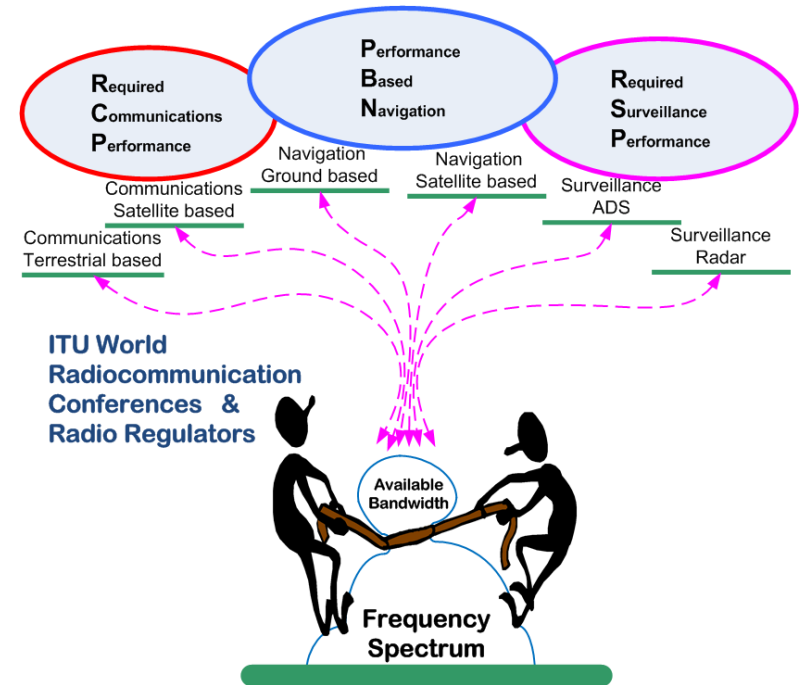 Required
Communications
Performance
Performance
Based
Navigation
Required
Surveillance
Performance
Communications
Terrestrial based
Communications
Satellite based
Navigation
Ground based
Navigation
Satellite based
Surveillance
ADS
Surveillance
Radar
ITU World
Radiocommunication
Conferences &
Radio Regulators
Available
Bandwidth
Frequency
Spectrum